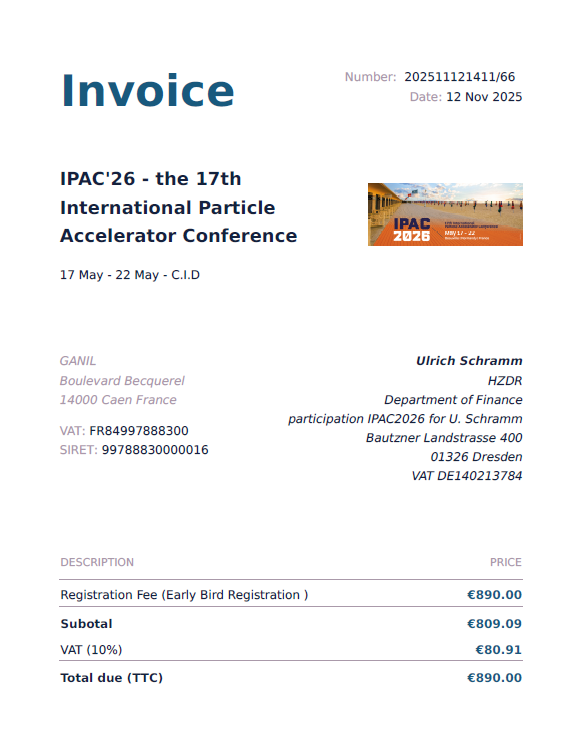 Invoice
Number: 202511121411/66
Date: 12 Nov 2025
IPAC'26 - the 17th
International Particle
Accelerator Conference
IPAC
2026
May 17 - 22
17 May - 22 May - C.I.D
GANIL
Boulevard Becquerel
14000 Caen France
VAT: FR84997888300
SIRET: 99788830000016
Ulrich Schramm
HZDR
Department of Finance
participation IPAC2026 for U. Schramm
Bautzner Landstrasse 400
01326 Dresden
VAT DE140213784
DESCRIPTION PRICE
Registration Fee (Early Bird Registration ) €890.00
Subotal €809.09
VAT (10%) €80.91
Total due (TTC) €890.00